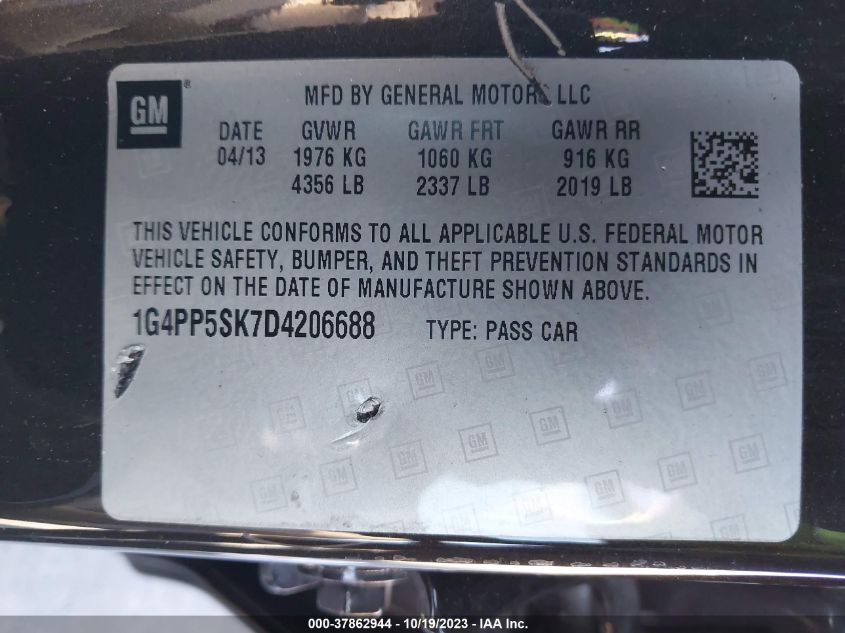 GM
MFD BY GENERAL MOTORS LLC
DATE GVWR GAWR FRT GAWR RR
04/13 1976 KG 1060 KG 916 KG
4356 LB 2337 LB 2019 LB
THIS VEHICLE CONFORMS TO ALL APPLICABLE U.S. FEDERAL MOTOR
VEHICLE SAFETY, BUMPER, AND THEFT PREVENTION STANDARDS IN
EFFECT ON THE DATE OF MANUFACTURE SHOWN ABOVE.
1G4PP5SK7D4206688 TYPE: PASS CAR
000-37862944 - 10/19/2023 - IAA Inc.